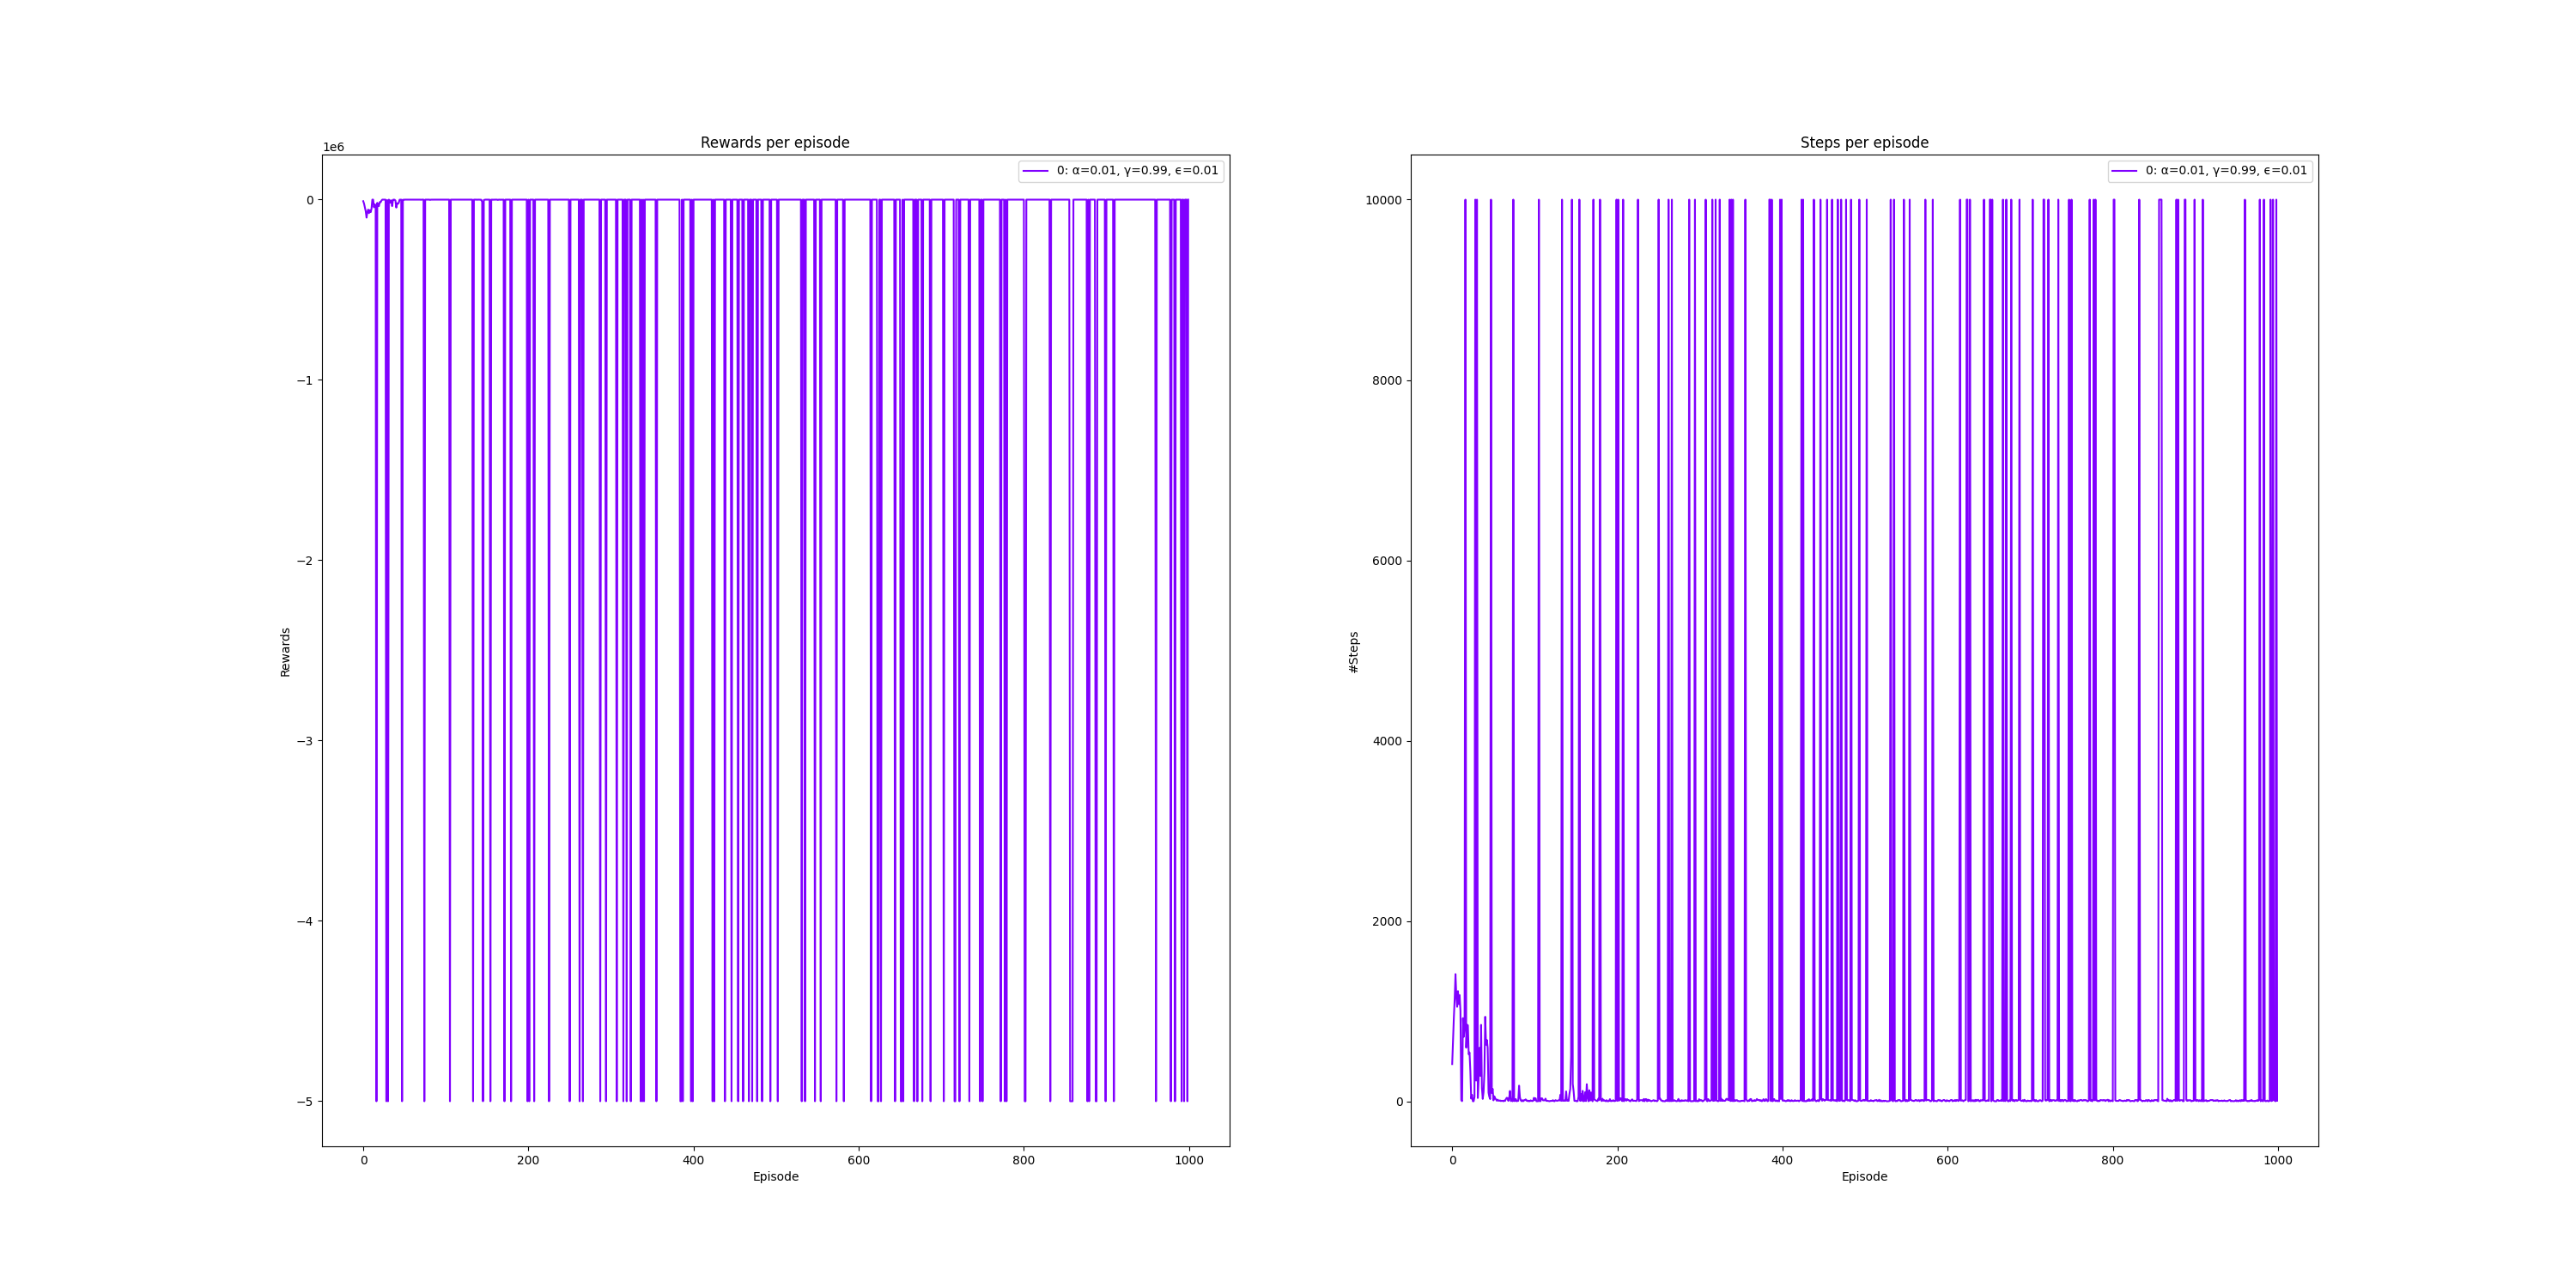 Rewards per episode
1e6
0: α=0.01, γ=0.99, ϵ=0.01
0
−1
−2
−3
−4
−5
Rewards
0 200 400 600 800 1000
Episode
Steps per episode
0: α=0.01, γ=0.99, ϵ=0.01
10000
8000
6000
4000
2000
0
#Steps
0 200 400 600 800 1000
Episode